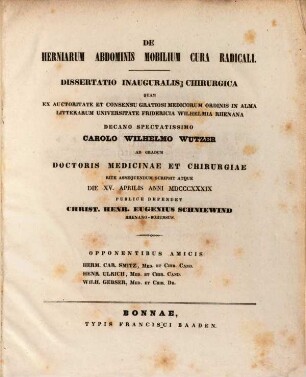 DE
HERNIARUM ABDOMINIS MOBILIUM CURA RADICALI.
DISSERTATIO INAUGURALIS CHIRURGICA
QUAM
EX AUCTORITATE ET CONSENSU GRATIOSI MEDICORUM ORDINIS IN ALMA
LITTERARUM UNIVERSITATE FRIDERICIA WILHELMIA RHENANA
DECANO SPECTATISSIMO
CAROLO WILHELMO WUTZER
AD GRADUM
DOCTORIS MEDICINAE ET CHIRURGIAE
RITE ASSEQUENDUM SCRIPSIT ATQUE
DIE XV. APRILIS ANNI MDCCCXXXIX
PUBLICE DEFENDET
CHRIST. HENR. EUGENIUS SCHNIEWIND
RHENANO-
OPPONENTIBUS AMICIS:
HERM. CAR. SMITZ, MED. ET CHIR. CAND.
HENR. ULRICH, MED. ET CHIR. CAND.
WILH. GERSER, MED. ET CHIR. DR.
BONNAE,
TYPIS FRANCISCI BAADEN.